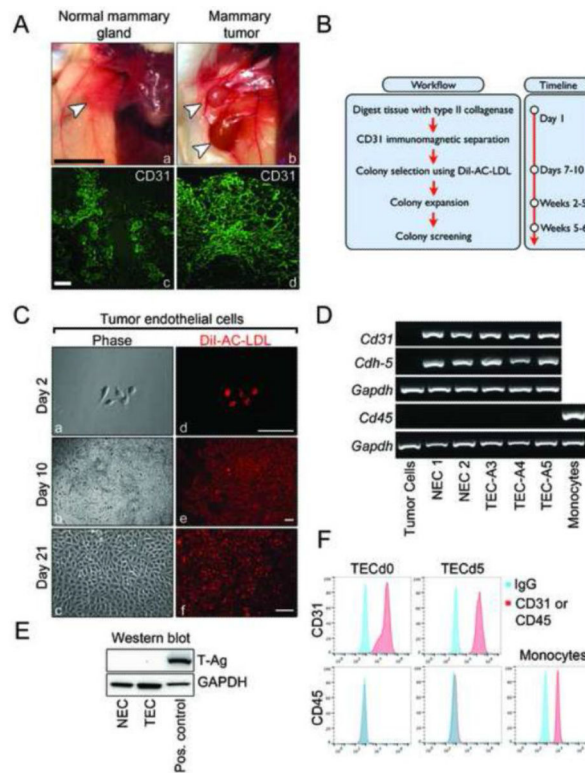 A
Normal mammary
gland
Mammary
tumor
a
b
CD31
CD31
c
d
B
Workflow
Timeline
Digest tissue with type II collagenase
CD31 immunomagnetic separation
Colony selection using DiI-AC-LDL
Colony expansion
Colony screening
Day 1
Days 7-10
Weeks 2-5
Weeks 5-6
C
Tumor endothelial cells
Phase
DiI-AC-LDL
Day 2
Day 10
Day 21
a
d
e
c
f
D
Cd31
Cdh-5
Gapdh
Cd45
Gapdh
Tumor Cells
NEC 1
NEC 2
TEC-A3
TEC-A4
TEC-A5
Monocytes
E
Western blot
T-Ag
GAPDH
NEC
TEC
Pos. control
F
TECd0
TECd5
IgG
CD31 or
CD45
CD31
CD45
Monocytes